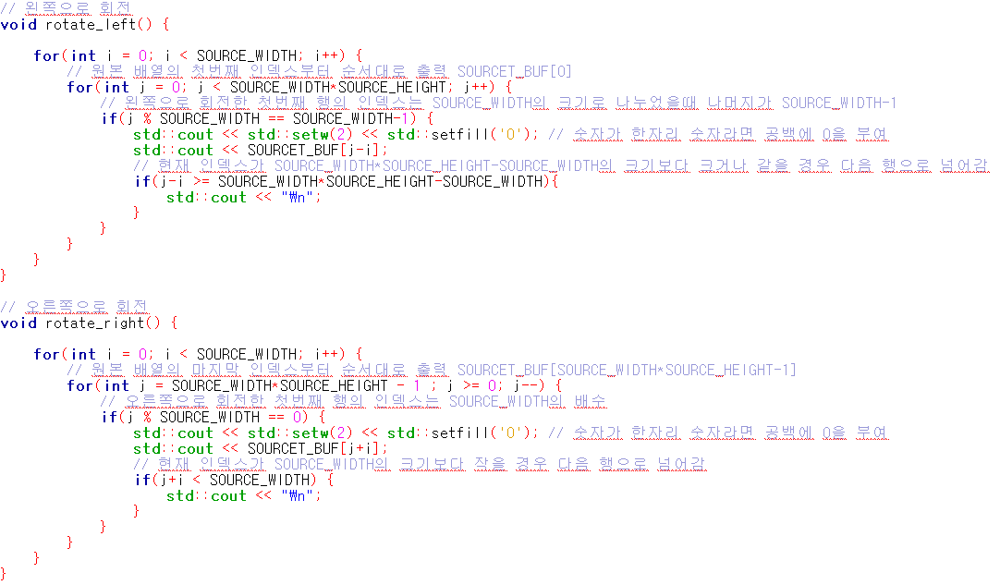 // 왼쪽으로 회전
void rotate_left() {
for(int i = 0; i < SOURCE_WIDTH; i++) {
// 원본 배열의 첫번째 인덱스부터 순서대로 출력 SOURCET_BUF[0]
for(int j = 0; j < SOURCE_WIDTH*SOURCE_HEIGHT; j++) {
// 왼쪽으로 회전한 첫번째 행의 인덱스는 SOURCE_WIDTH의 크기로 나누었을때 나머지가 SOURCE_WIDTH-1
if(j % SOURCE_WIDTH == SOURCE_WIDTH-1) {
std::cout << std::setw(2) << std::setfill('0'); // 숫자가 한자리 숫자라면 공백에 0을 부여
std::cout << SOURCET_BUF[j-i];
// 현재 인덱스가 SOURCE_WIDTH*SOURCE_HEIGHT-SOURCE_WIDTH의 크기보다 크거나 같을 경우 다음 행으로 넘어감
if(j-i >= SOURCE_WIDTH*SOURCE_HEIGHT-SOURCE_WIDTH){
std::cout << "₩n";
}
}
}
}
}
// 오른쪽으로 회전
void rotate_right() {
for(int i = 0; i < SOURCE_WIDTH; i++) {
// 원본 배열의 마지막 인덱스부터 순서대로 출력 SOURCET_BUF[SOURCE_WIDTH*SOURCE_HEIGHT-1]
for(int j = SOURCE_WIDTH*SOURCE_HEIGHT - 1 ; j >= 0; j--) {
// 오른쪽으로 회전한 첫번째 행의 인덱스는 SOURCE_WIDTH의 배수
if(j % SOURCE_WIDTH == 0) {
std::cout << std::setw(2) << std::setfill('0'); // 숫자가 한자리 숫자라면 공백에 0을 부여
std::cout << SOURCET_BUF[j+i];
// 현재 인덱스가 SOURCE_WIDTH의 크기보다 작을 경우 다음 행으로 넘어감
if(j+i < SOURCE_WIDTH) {
std::cout << "₩n";
}
}
}
}
}